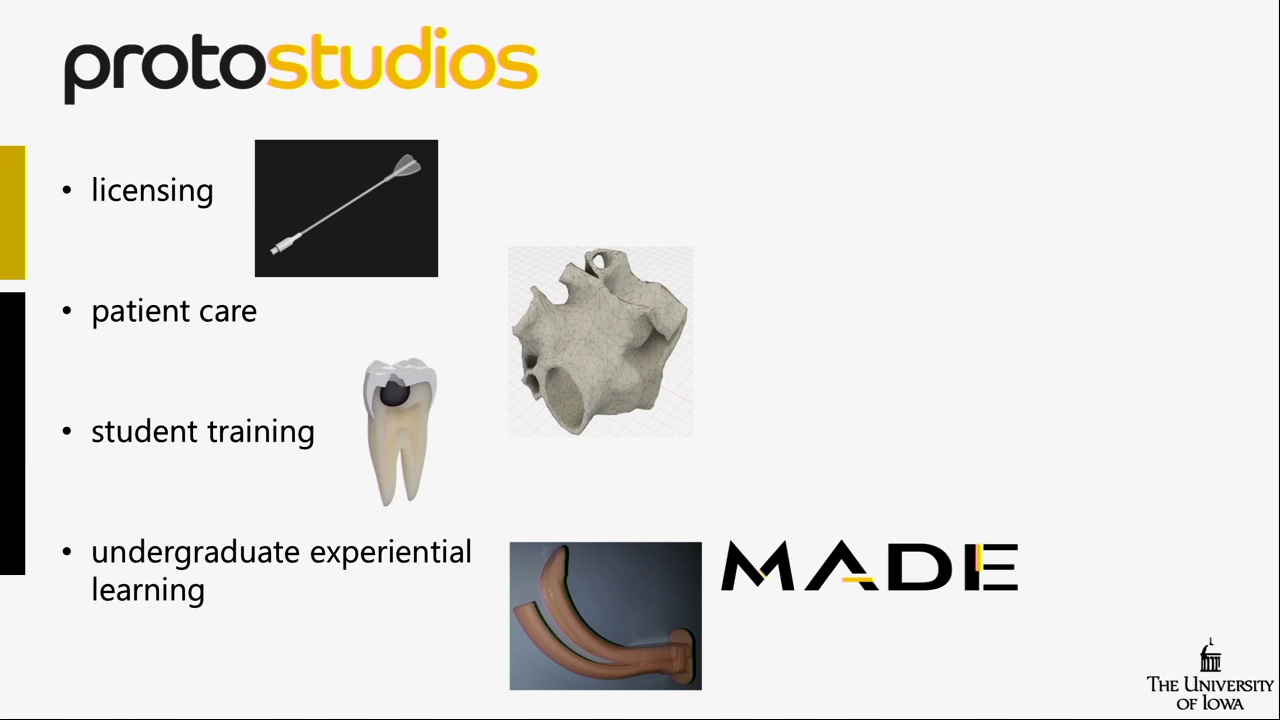 protostudios
licensing
patient care
student training
undergraduate experiential
learning
MADE
THE UNIVERSITY
OF IOWA